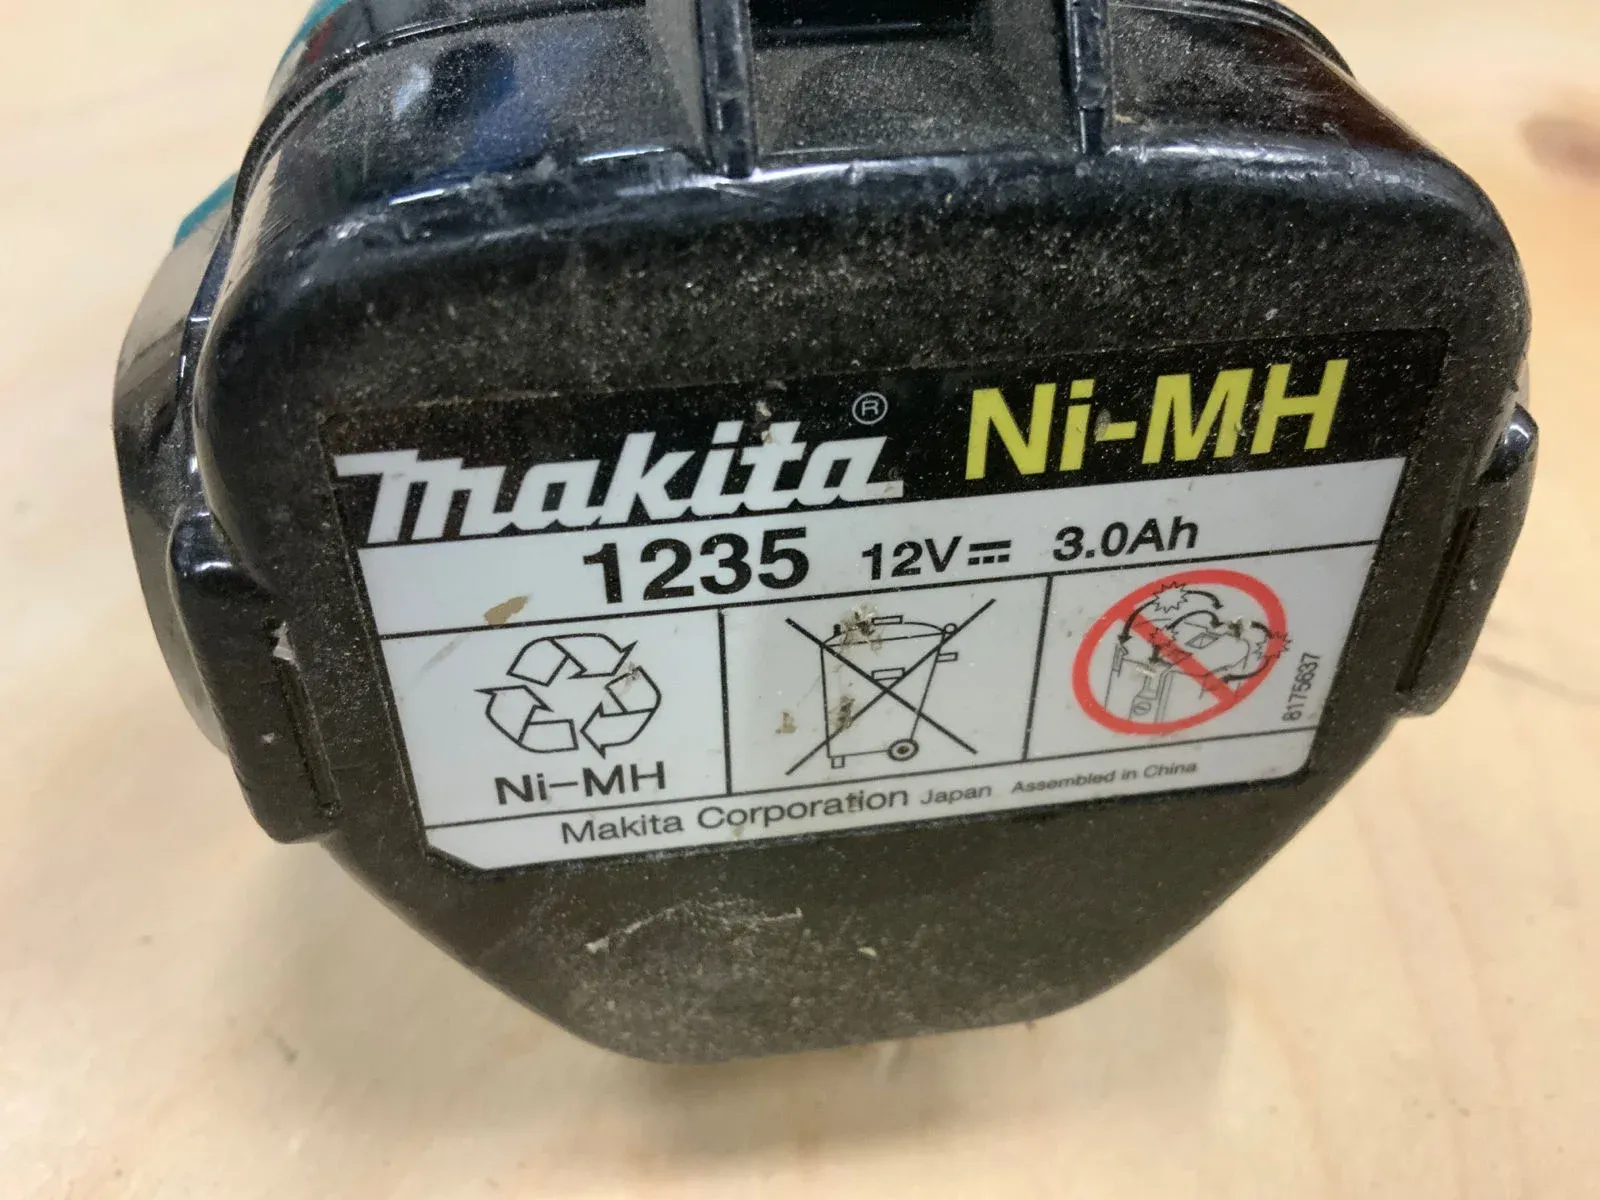 makita® Ni-MH
1235 12V⎓ 3.0Ah
8175637
Ni-MH
Makita Corporation Japan Assembled in China